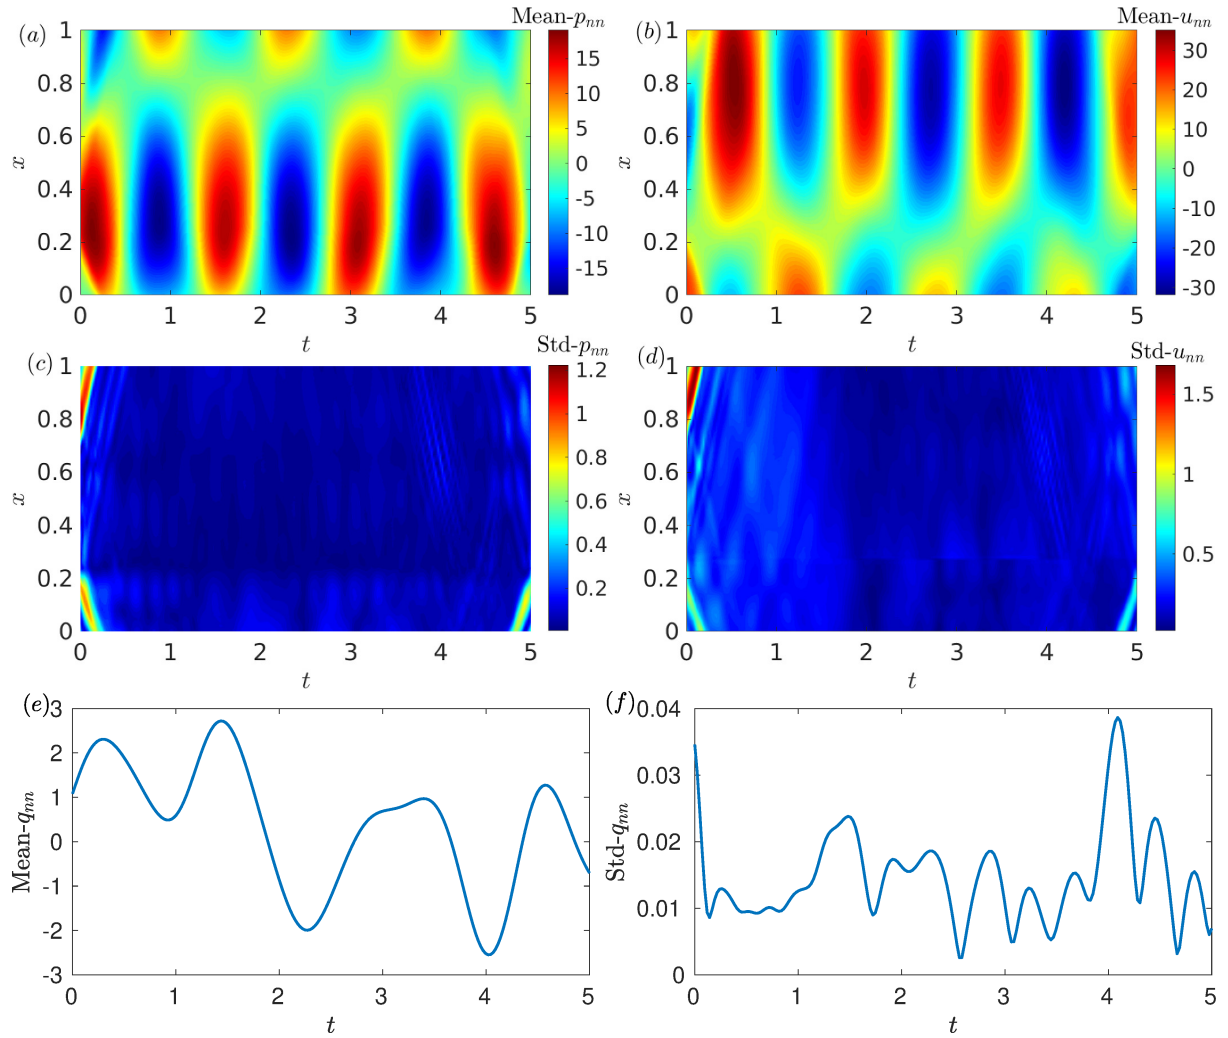 (a) Mean-p_nn
1
0.8
0.6
0.4
0.2
0
x
0 1 2 3 4 5
t
15
10
5
0
-5
-10
-15
(b) Mean-u_nn
1
0.8
0.6
0.4
0.2
0
x
0 1 2 3 4 5
t
30
20
10
0
-10
-20
-30
(c) Std-p_nn
1
0.8
0.6
0.4
0.2
0
x
0 1 2 3 4 5
t
1.2
1
0.8
0.6
0.4
0.2
(d) Std-u_nn
1
0.8
0.6
0.4
0.2
0
x
0 1 2 3 4 5
t
1.5
1
0.5
(e)
3
2
1
0
-1
-2
-3
Mean-q_nn
0 1 2 3 4 5
t
(f)
0.04
0.03
0.02
0.01
0
Std-q_nn
0 1 2 3 4 5
t